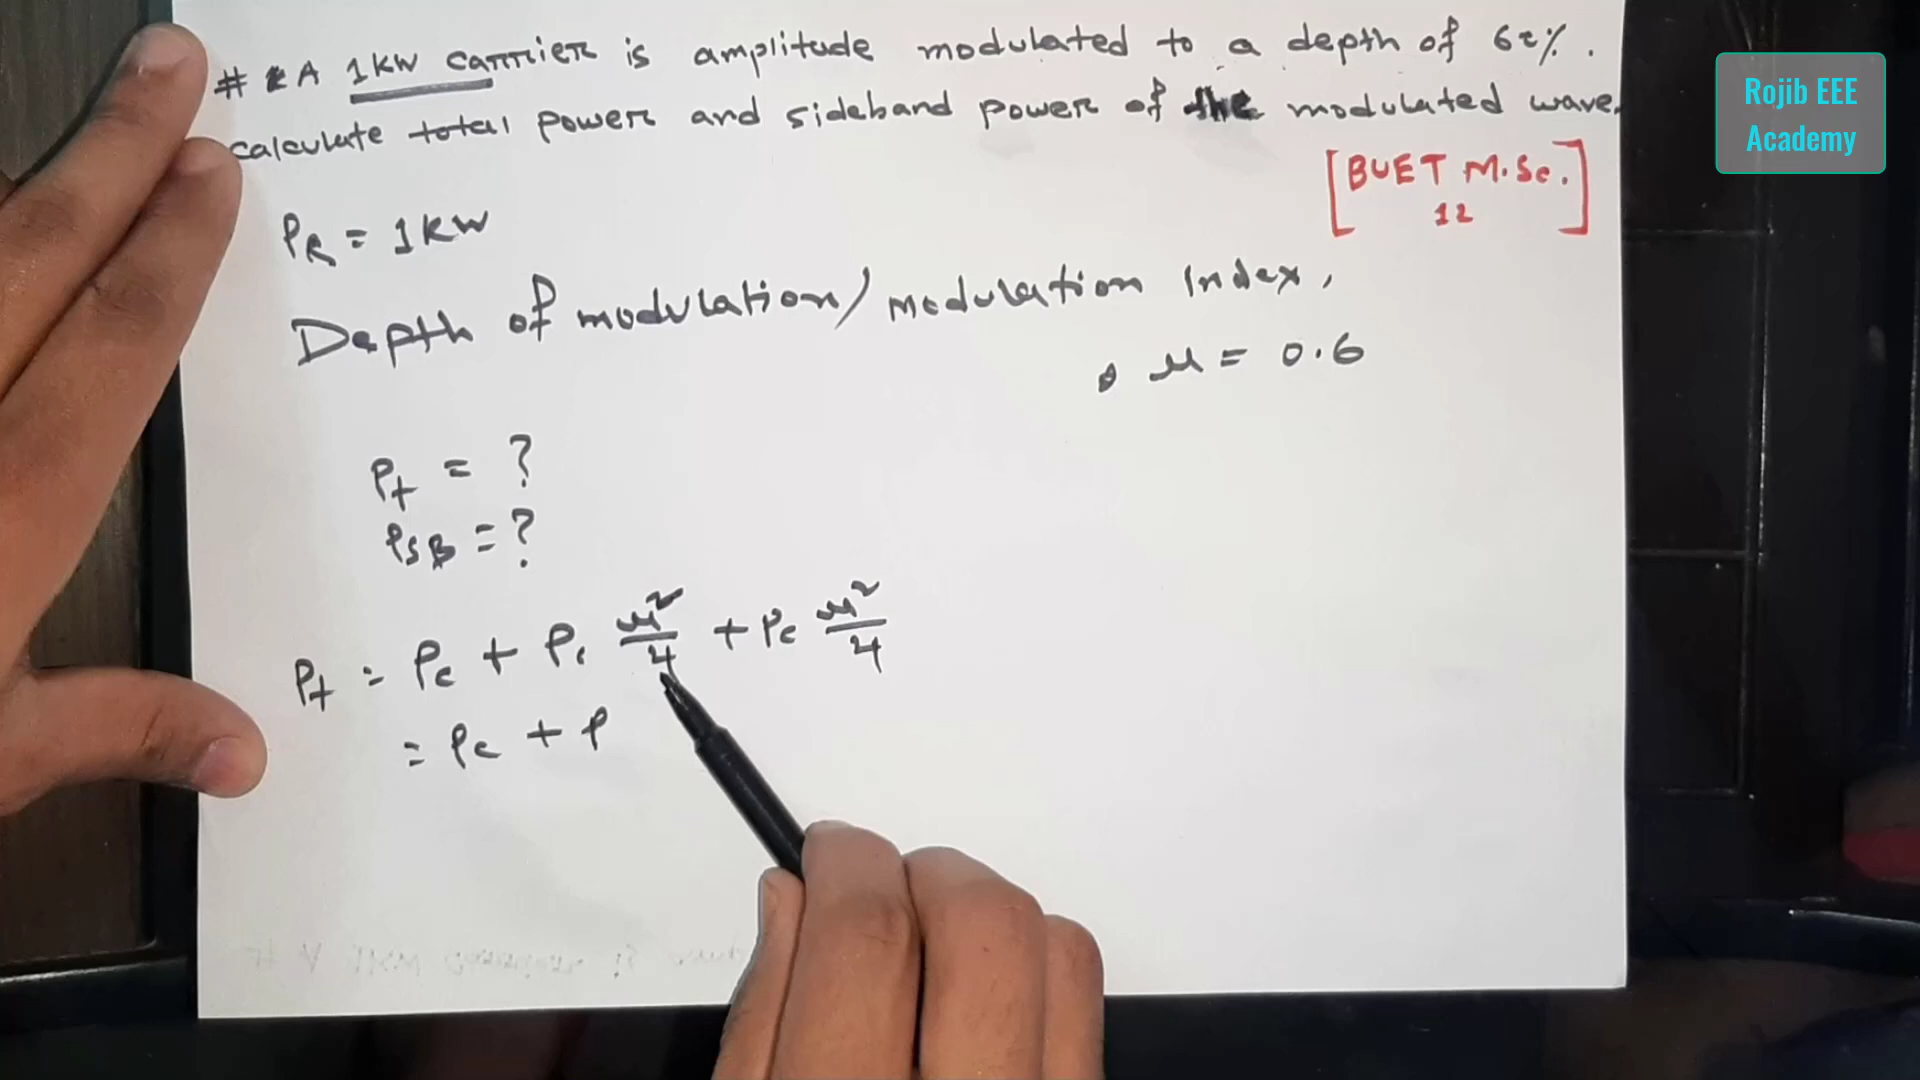 # A 1KW carrier is amplitude modulated to a depth of 60%.
calculate total power and sideband power of the modulated wave.
[BUET M.Sc.
12]
Rojib EEE
Academy
PR = 1KW
Depth of modulation/modulation Index,
μ = 0.6
Pt = ?
PSB = ?
Pt = Pc + Pc μ²/4 + Pc μ²/4
= Pc + P